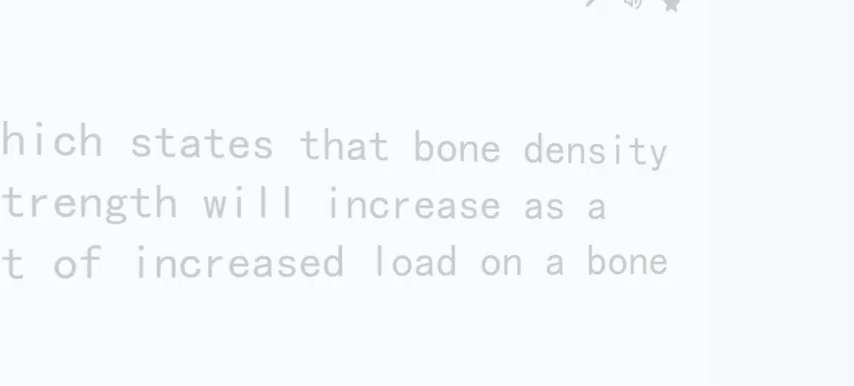 hich states that bone density
trength will increase as a
t of increased load on a bone